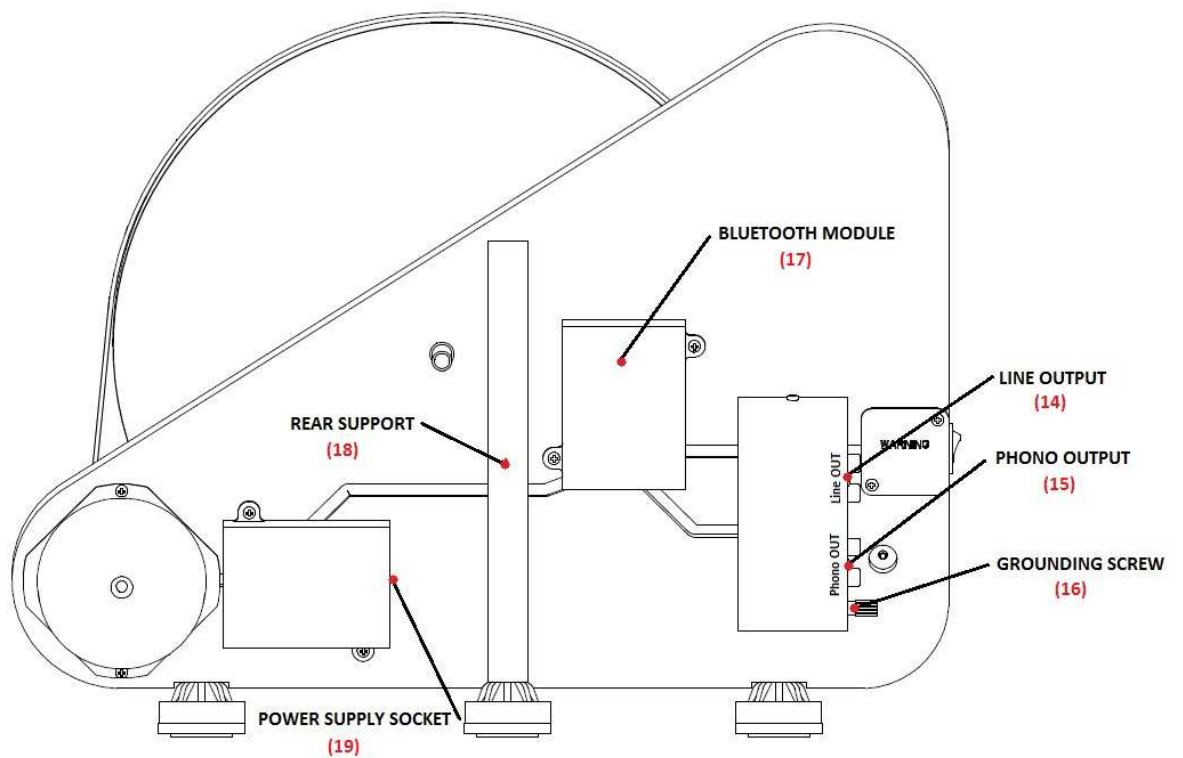 BLUETOOTH MODULE
(17)
LINE OUTPUT
(14)
REAR SUPPORT
(18)
WARNING
PHONO OUTPUT
(15)
Line OUT
Phono OUT
GROUNDING SCREW
(16)
POWER SUPPLY SOCKET
(19)